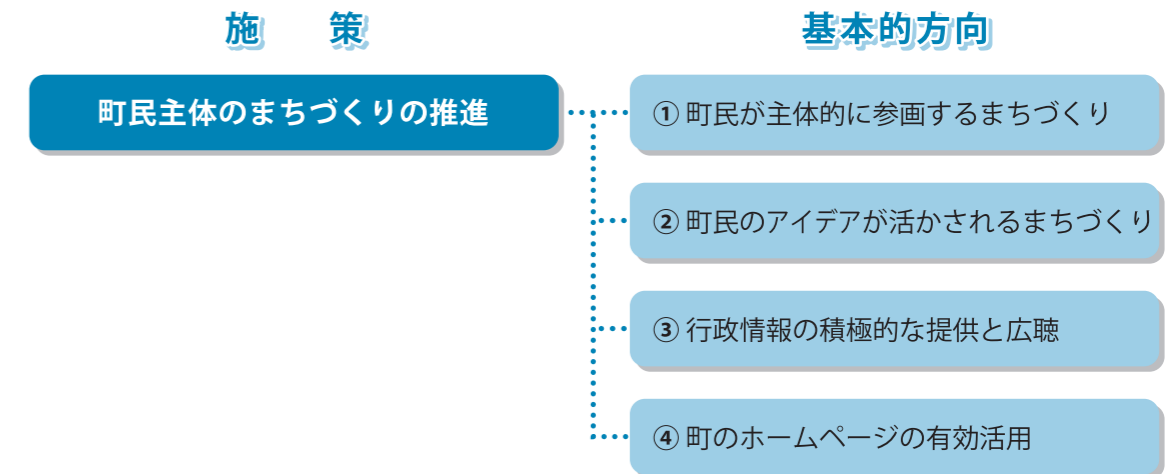 施　策
基本的方向
町民主体のまちづくりの推進
① 町民が主体的に参画するまちづくり
② 町民のアイデアが活かされるまちづくり
③ 行政情報の積極的な提供と広聴
④ 町のホームページの有効活用